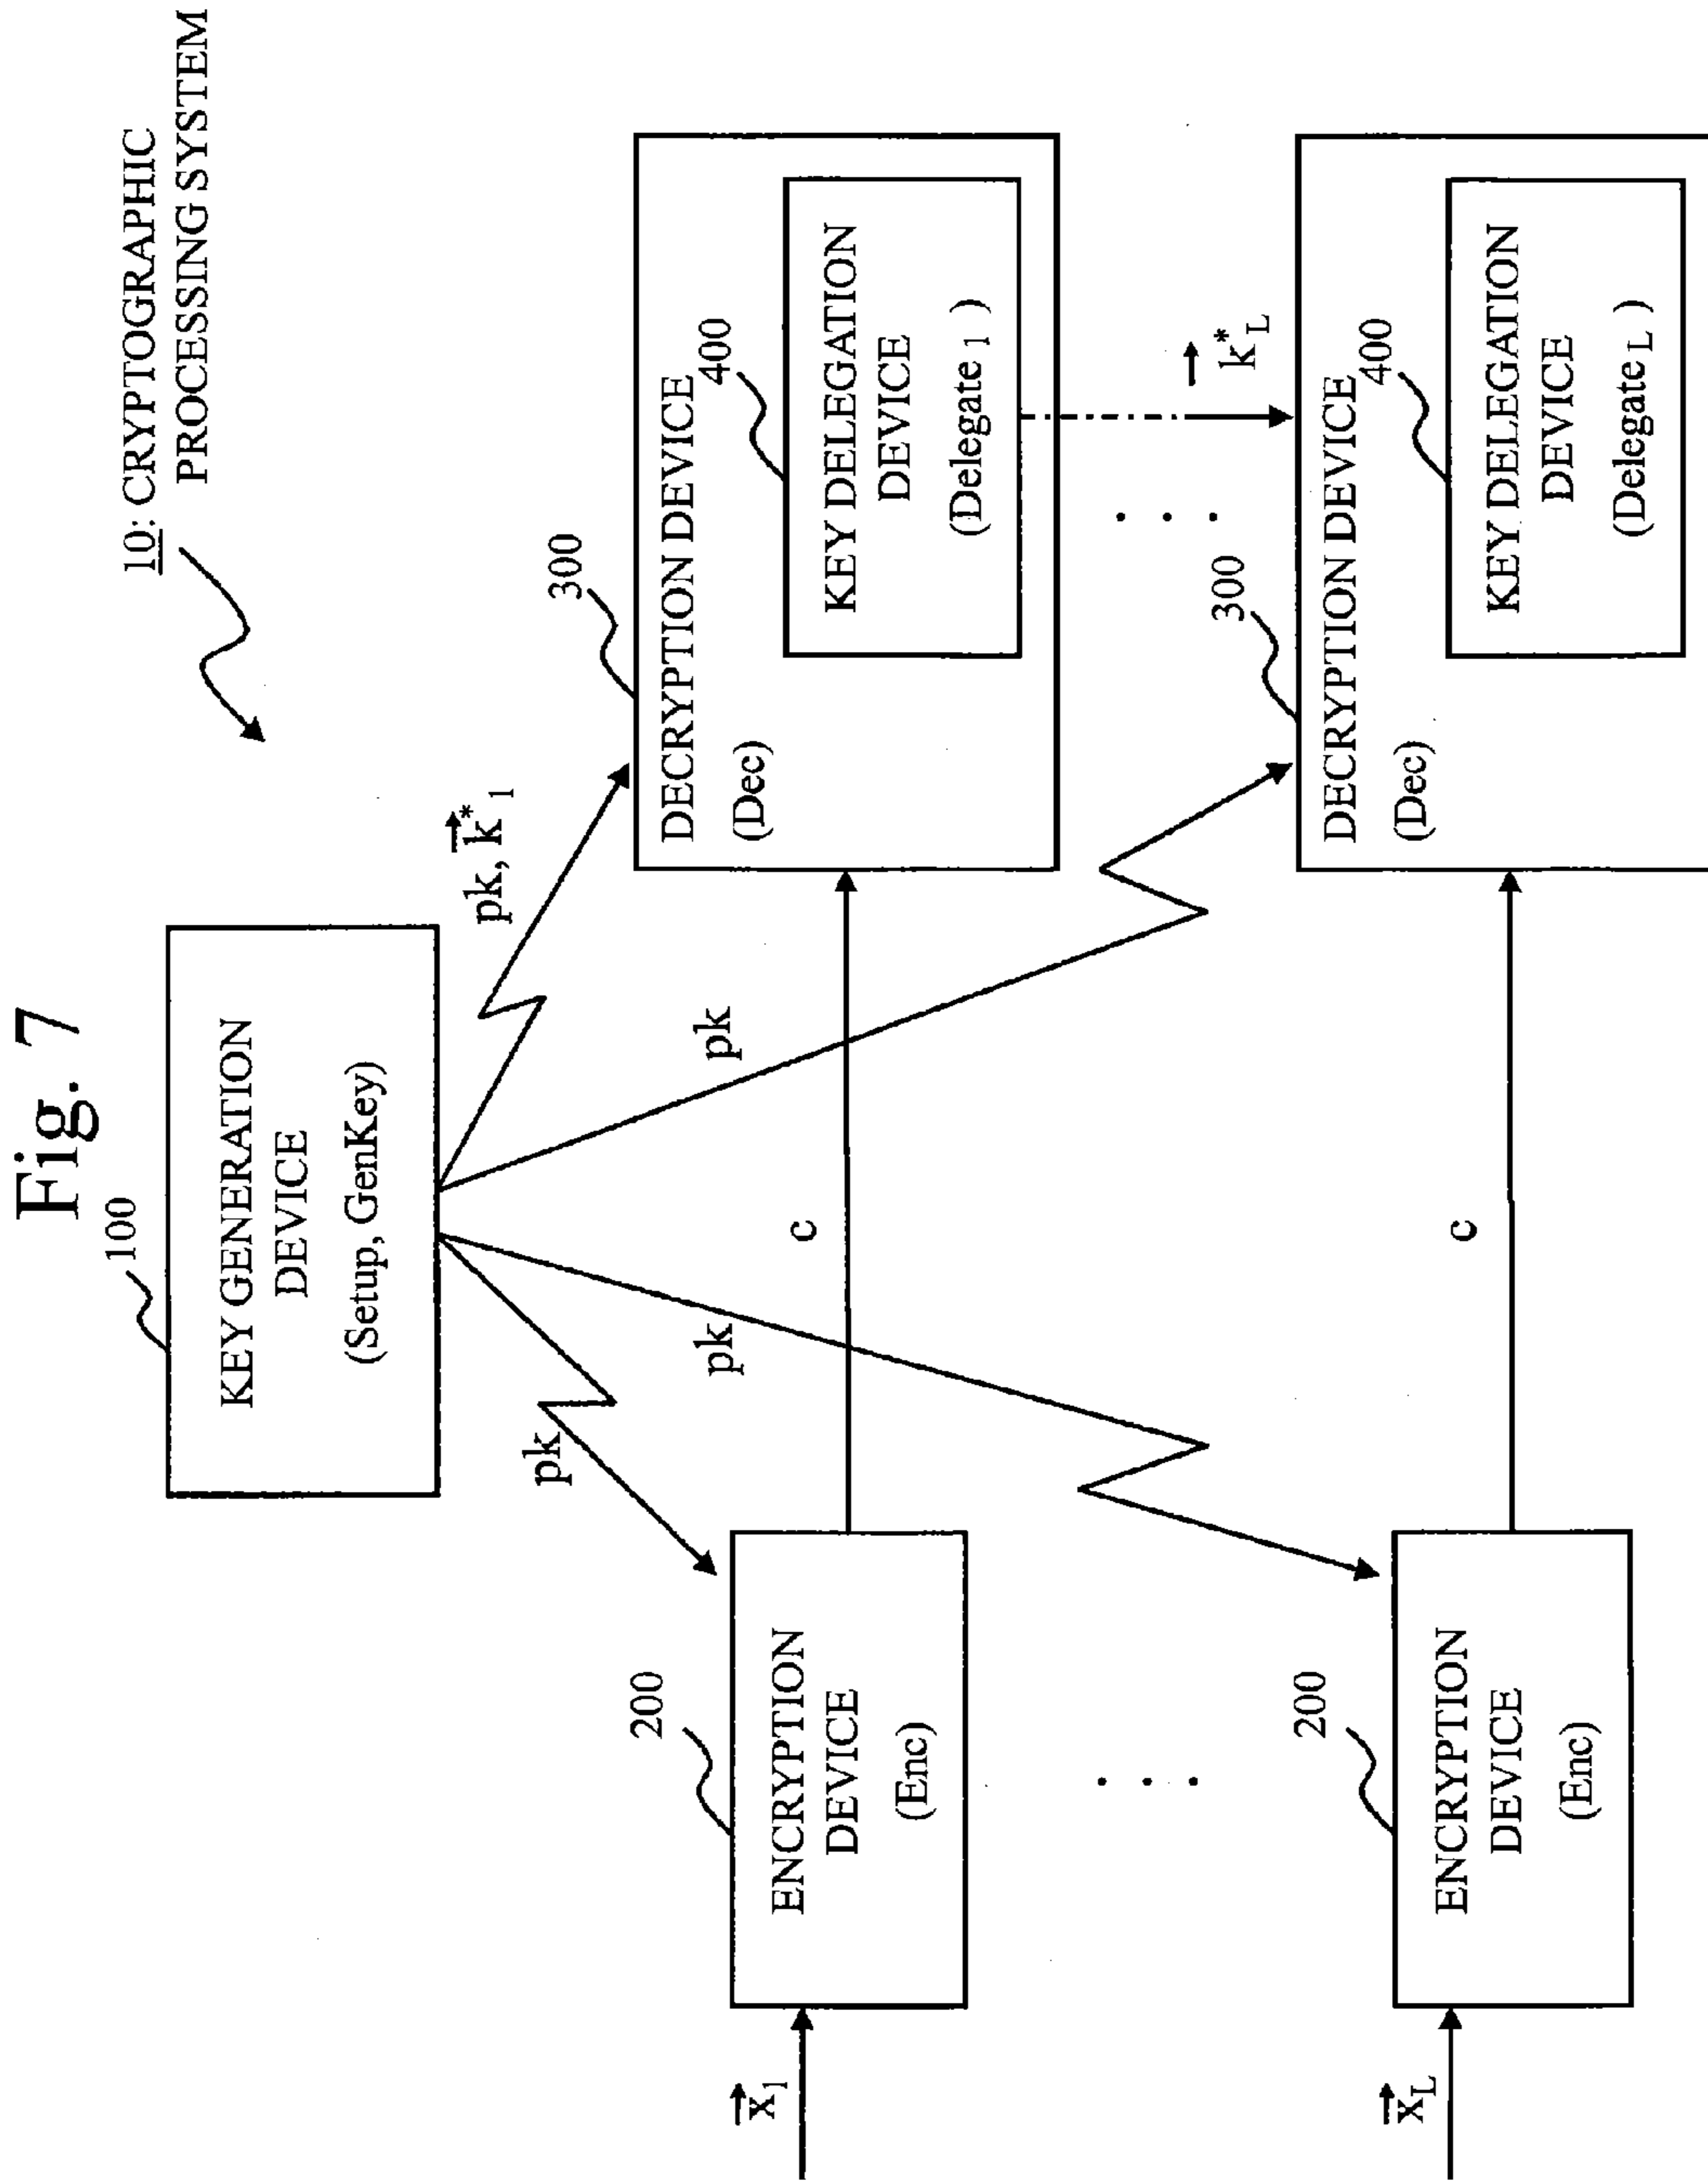 Fig. 7
10: CRYPTOGRAPHIC
PROCESSING SYSTEM
100
KEY GENERATION
DEVICE
(Setup, GenKey)
pk
pk
pk
pk, k⃗*1
200
ENCRYPTION
DEVICE
(Enc)
x⃗1
c
300
DECRYPTION DEVICE
(Dec)
400
KEY DELEGATION
DEVICE
(Delegate 1)
. . .
. . .
k⃗*L
200
ENCRYPTION
DEVICE
(Enc)
x⃗L
c
300
DECRYPTION DEVICE
(Dec)
400
KEY DELEGATION
DEVICE
(Delegate L)